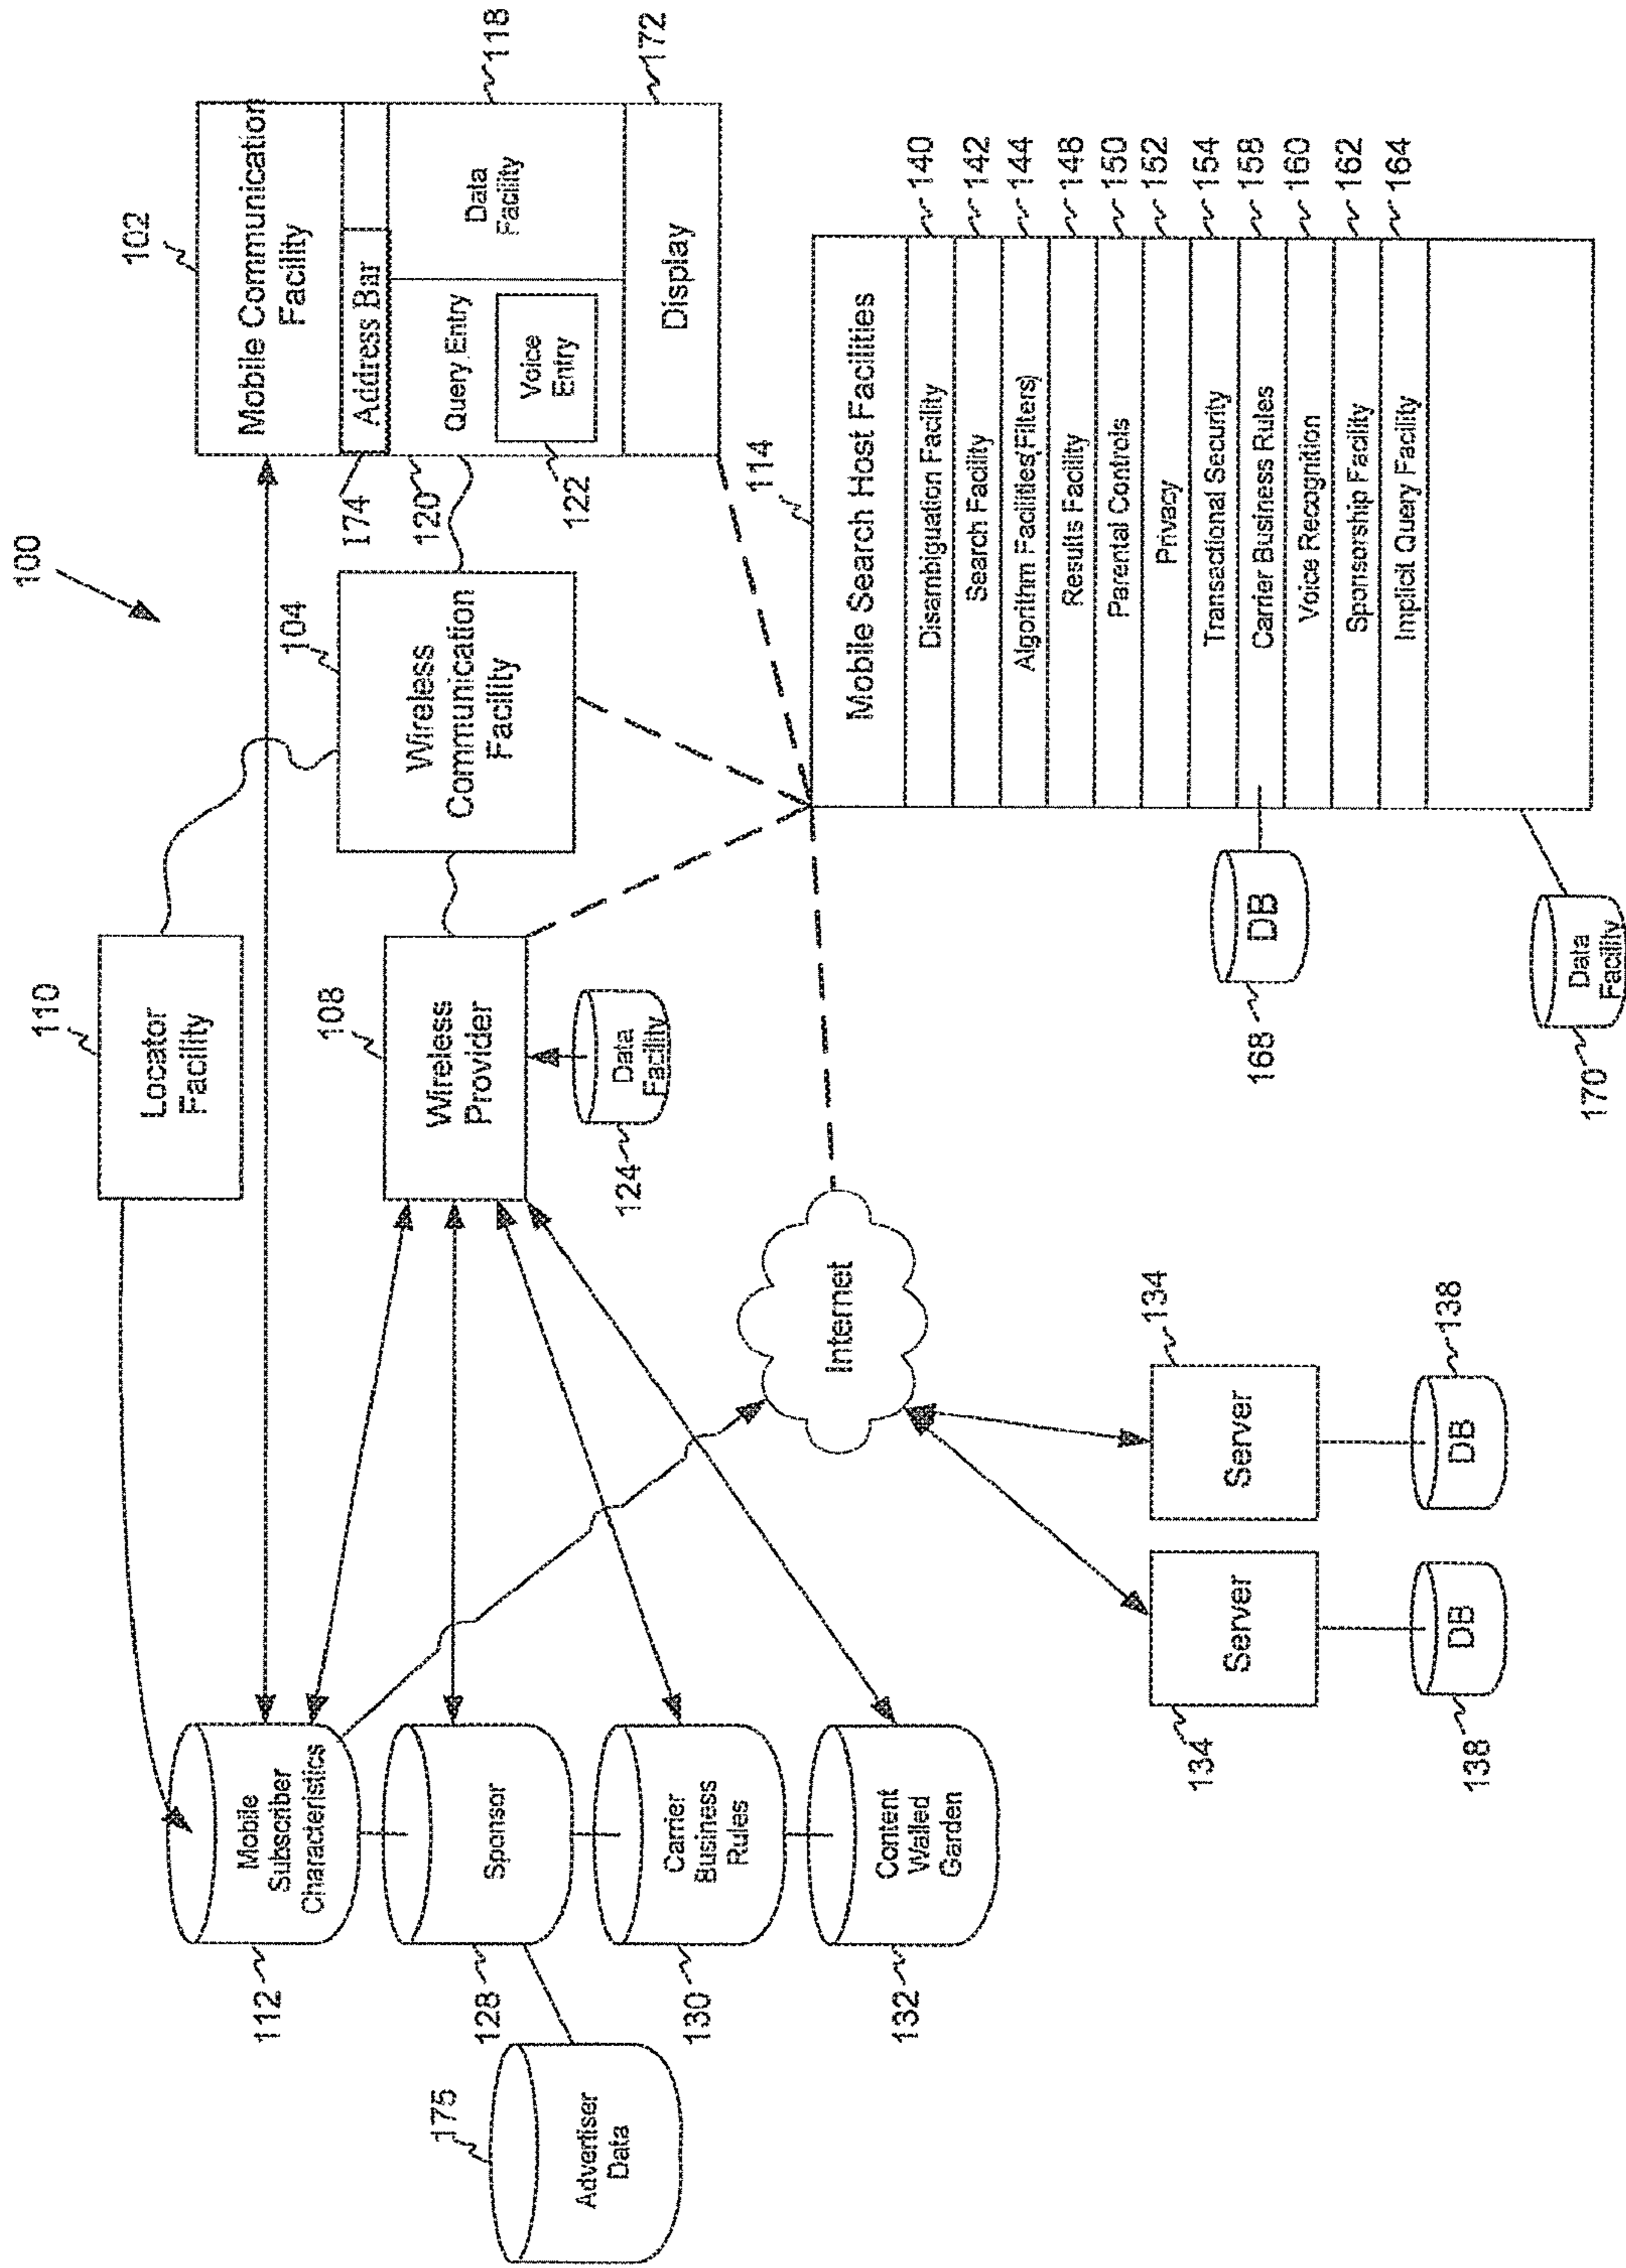 100
102
Mobile Communication
Facility
174
Address Bar
120
Query Entry
122
Voice
Entry
Data
Facility
118
Display
172
104
Wireless
Communication
Facility
110
Locator
Facility
108
Wireless
Provider
124
Data
Facility
112
Mobile
Subscriber
Characteristics
128
Sponsor
130
Carrier
Business
Rules
132
Content
Walled
Garden
175
Advertiser
Data
Internet
134
Server
138
DB
134
Server
138
DB
114
Mobile Search Host Facilities
Disambiguation Facility
140
Search Facility
142
Algorithm Facilities(Filters)
144
Results Facility
148
Parental Controls
150
Privacy
152
Transactional Security
154
Carrier Business Rules
158
Voice Recognition
160
Sponsorship Facility
162
Implicit Query Facility
164
168
DB
170
Data
Facility